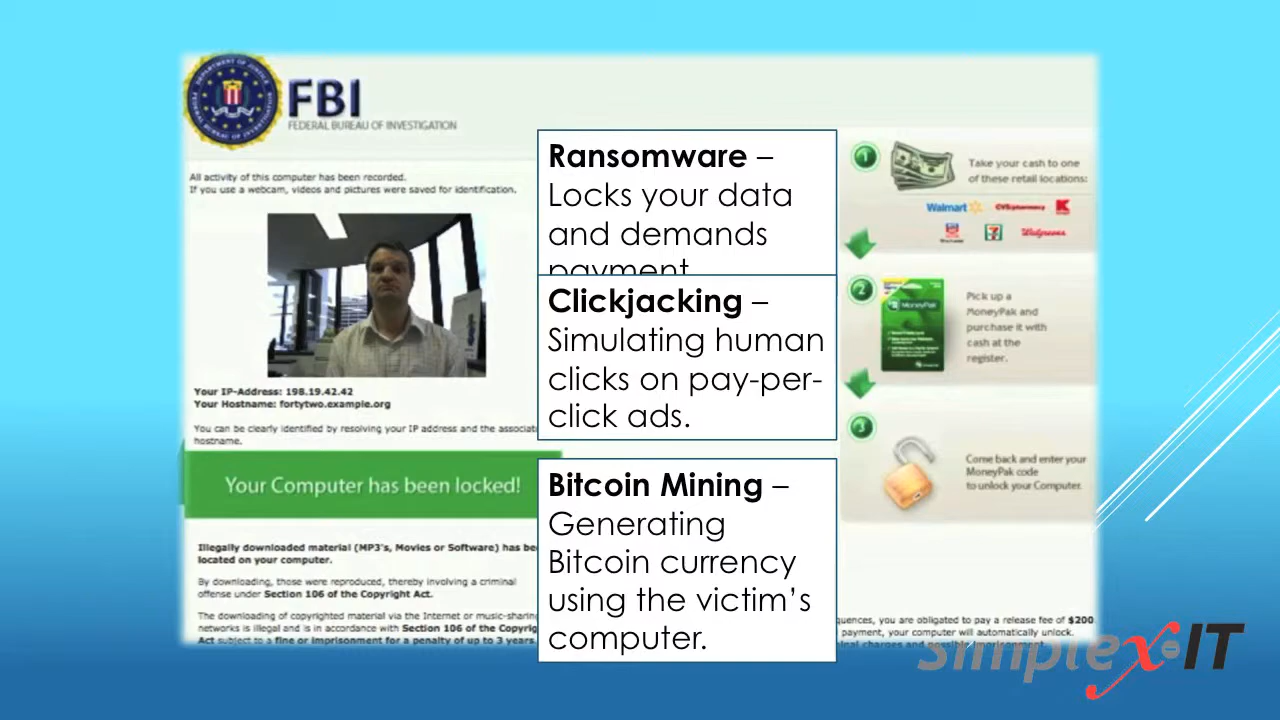 FBI
FEDERAL BUREAU OF INVESTIGATION
All activity of this computer has been recorded.
If you use a webcam, videos and pictures were saved for identification.
Your IP-Address: 198.19.42.42
Your Hostname: fortytwo.example.org
You can be clearly identified by resolving your IP address and the associat
hostname.
Your Computer has been locked!
Illegally downloaded material (MP3's, Movies or Software) has be
located on your computer.
By downloading, those were reproduced, thereby involving a criminal
offense under Section 106 of the Copyright Act.
The downloading of copyrighted material via the Internet or music-sharin
networks is illegal and is in accordance with Section 106 of the Copyrig
Act subject to a fine or imprisonment for a penalty of up to 3 years.
Ransomware –
Locks your data
and demands
payment
Clickjacking –
Simulating human
clicks on pay-per-
click ads.
Bitcoin Mining –
Generating
Bitcoin currency
using the victim's
computer.
1
Take your cash to one
of these retail locations:
Walmart CVS/pharmacy K
Walgreens
2
MoneyPak
Pick up a
MoneyPak and
purchase it with
cash at the
register.
3
Come back and enter your
MoneyPak code
to unlock your Computer.
quences, you are obligated to pay a release fee of $200
payment, your computer will automatically unlock.
inal charges and possible imprisonment.
Simplex-IT